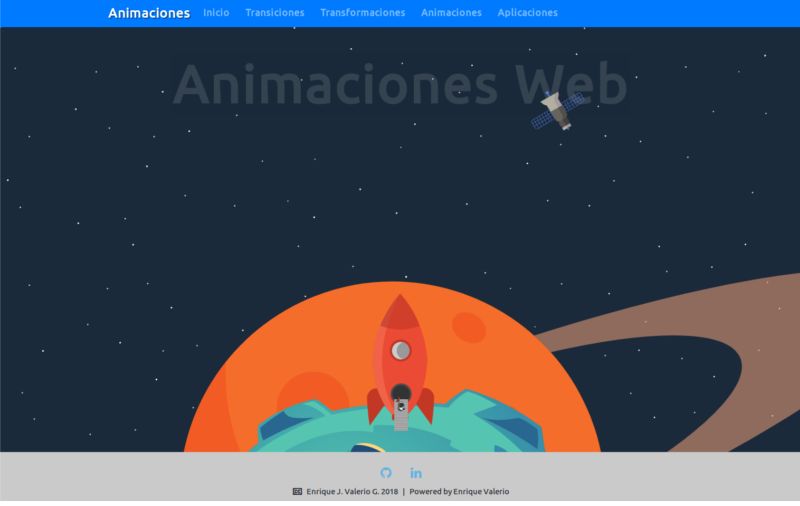 Animaciones Inicio Transiciones Transformaciones Animaciones Aplicaciones
Animaciones Web
Enrique J. Valerio G. 2018 | Powered by Enrique Valerio